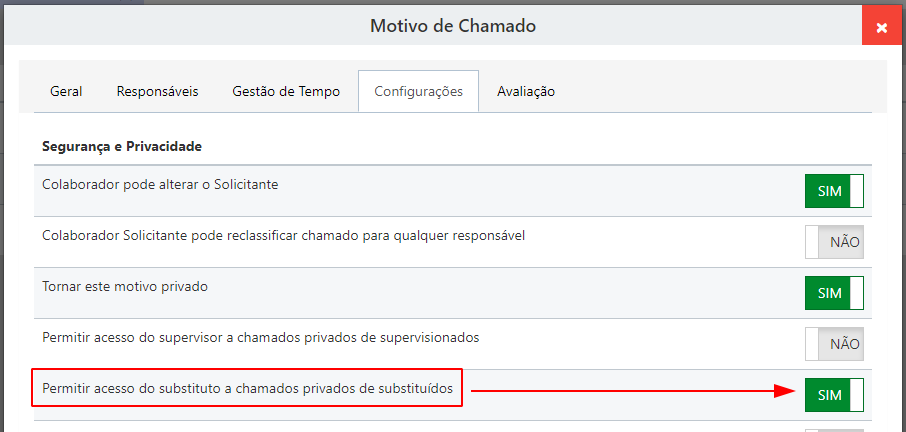 Motivo de Chamado
Geral Responsáveis Gestão de Tempo Configurações Avaliação
Segurança e Privacidade
Colaborador pode alterar o Solicitante SIM
Colaborador Solicitante pode reclassificar chamado para qualquer responsável NÃO
Tornar este motivo privado SIM
Permitir acesso do supervisor a chamados privados de supervisionados NÃO
Permitir acesso do substituto a chamados privados de substituídos SIM